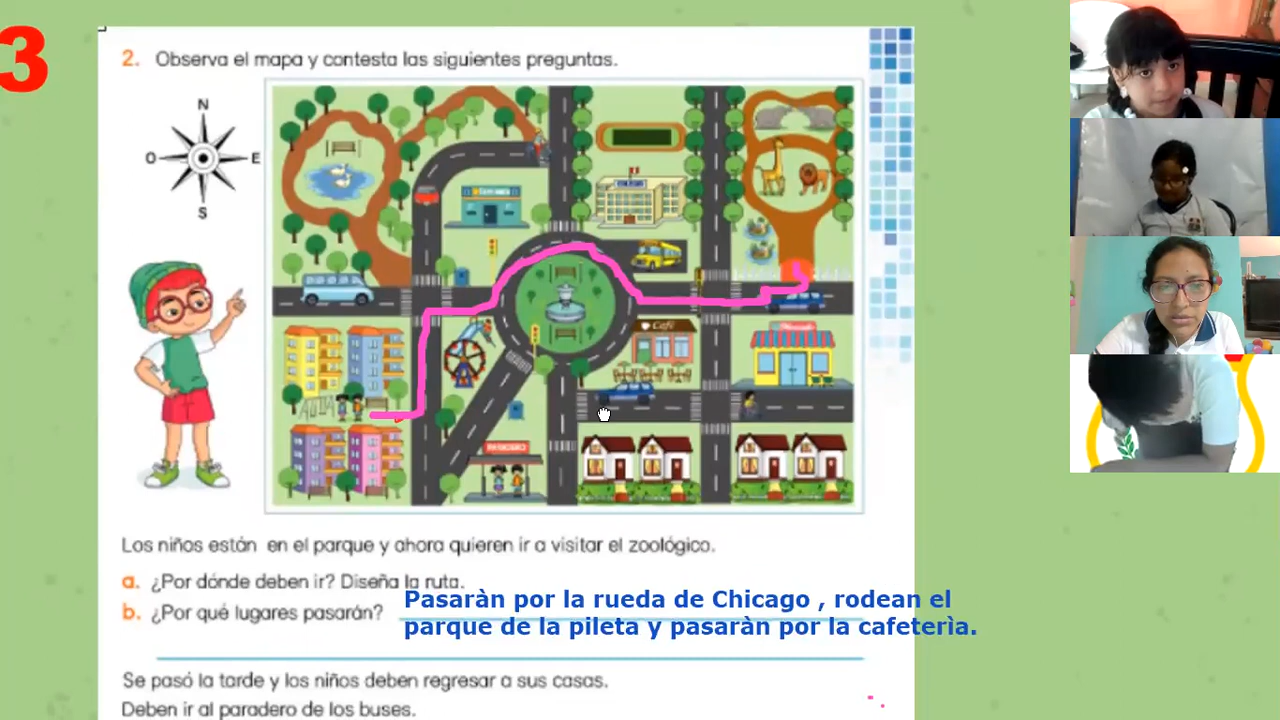 3
2. Observa el mapa y contesta las siguientes preguntas.
N
O E
S
Café
Los niños están en el parque y ahora quieren ir a visitar el zoológico.
a. ¿Por dónde deben ir? Diseña la ruta.
b. ¿Por qué lugares pasarán?
Pasaràn por la rueda de Chicago , rodean el
parque de la pileta y pasaràn por la cafeterìa.
Se pasó la tarde y los niños deben regresar a sus casas.
Deben ir al paradero de los buses.